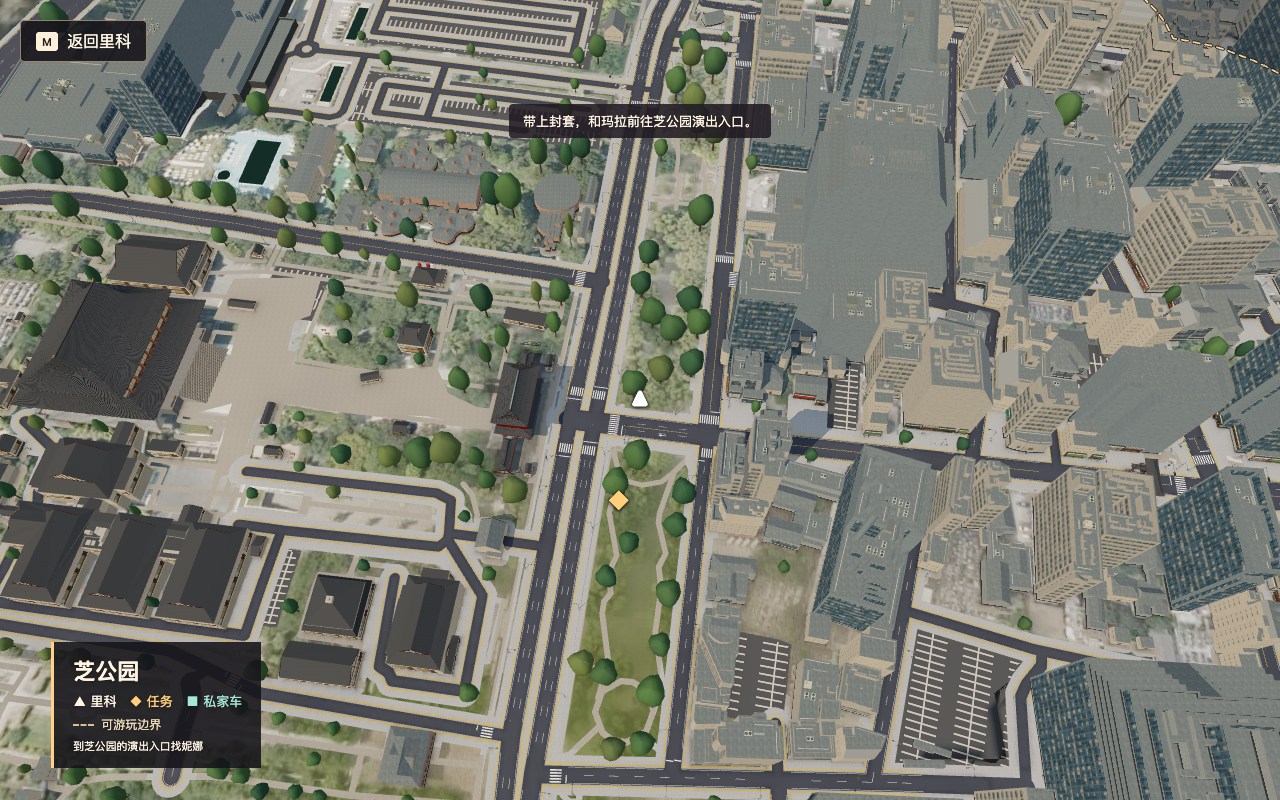 M 返回里科
带上封套，和玛拉前往芝公园演出入口。
芝公园
里科 任务 私家车
可游玩边界
到芝公园的演出入口找妮娜